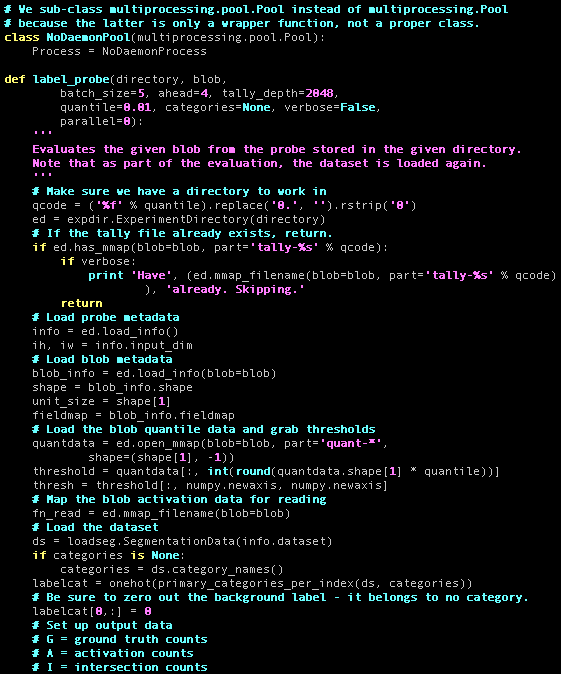 # We sub-class multiprocessing.pool.Pool instead of multiprocessing.Pool
# because the latter is only a wrapper function, not a proper class.
class NoDaemonPool(multiprocessing.pool.Pool):
    Process = NoDaemonProcess

def label_probe(directory, blob,
        batch_size=5, ahead=4, tally_depth=2048,
        quantile=0.01, categories=None, verbose=False,
        parallel=0):
    '''
    Evaluates the given blob from the probe stored in the given directory.
    Note that as part of the evaluation, the dataset is loaded again.
    '''
    # Make sure we have a directory to work in
    qcode = ('%f' % quantile).replace('0.', '').rstrip('0')
    ed = expdir.ExperimentDirectory(directory)
    # If the tally file already exists, return.
    if ed.has_mmap(blob=blob, part='tally-%s' % qcode):
        if verbose:
            print 'Have', (ed.mmap_filename(blob=blob, part='tally-%s' % qcode)
                    ), 'already. Skipping.'
        return
    # Load probe metadata
    info = ed.load_info()
    ih, iw = info.input_dim
    # Load blob metadata
    blob_info = ed.load_info(blob=blob)
    shape = blob_info.shape
    unit_size = shape[1]
    fieldmap = blob_info.fieldmap
    # Load the blob quantile data and grab thresholds
    quantdata = ed.open_mmap(blob=blob, part='quant-*',
            shape=(shape[1], -1))
    threshold = quantdata[:, int(round(quantdata.shape[1] * quantile))]
    thresh = threshold[:, numpy.newaxis, numpy.newaxis]
    # Map the blob activation data for reading
    fn_read = ed.mmap_filename(blob=blob)
    # Load the dataset
    ds = loadseg.SegmentationData(info.dataset)
    if categories is None:
        categories = ds.category_names()
    labelcat = onehot(primary_categories_per_index(ds, categories))
    # Be sure to zero out the background label - it belongs to no category.
    labelcat[0,:] = 0
    # Set up output data
    # G = ground truth counts
    # A = activation counts
    # I = intersection counts